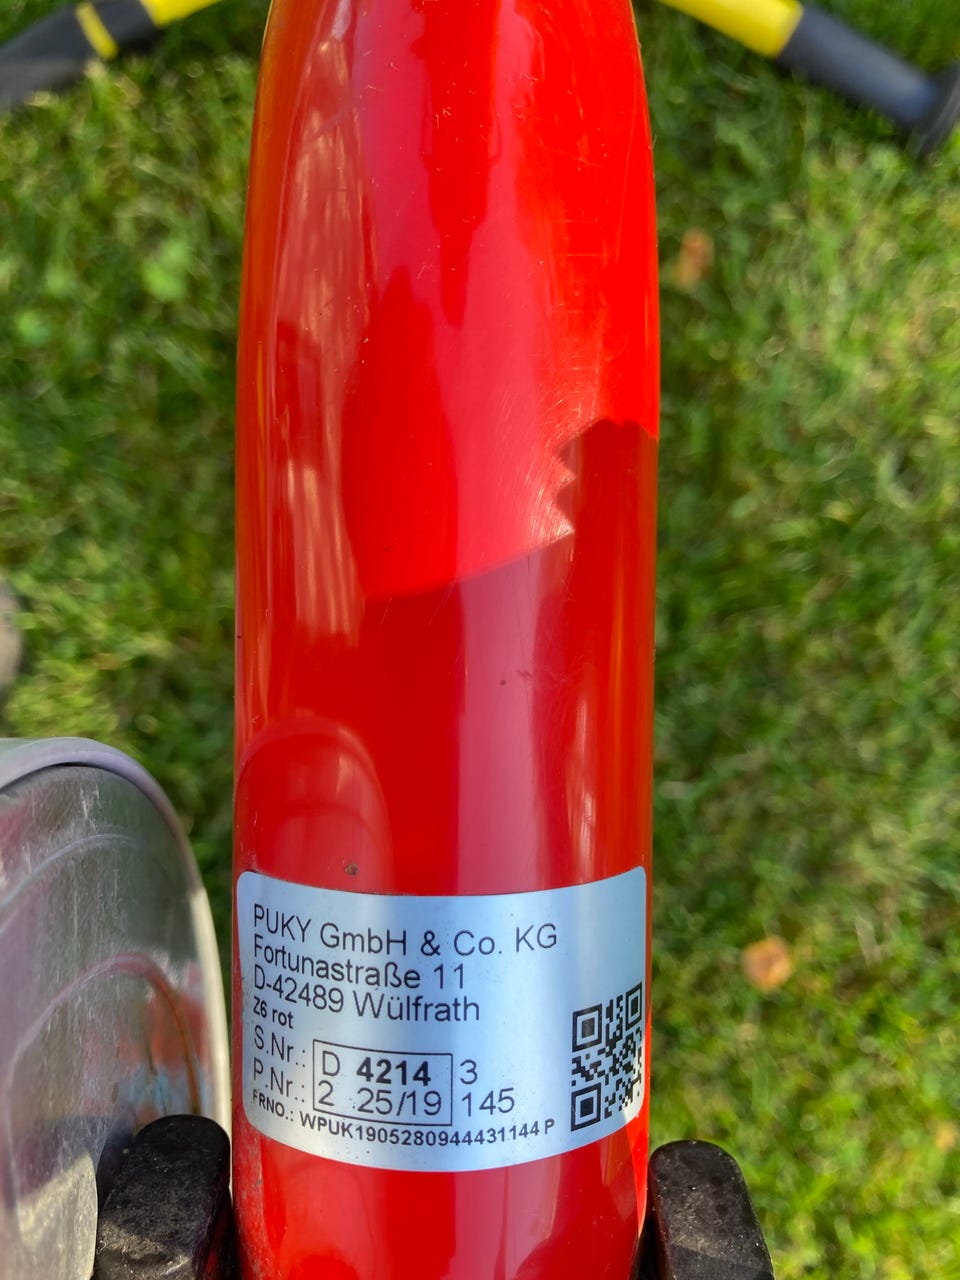 PUKY GmbH & Co. KG
Fortunastraße 11
D-42489 Wülfrath
Z6 rot
S.Nr.: D 4214 3
P.Nr.: 2 .25/19 145
FRNO.: WPUK1905280944431144 P